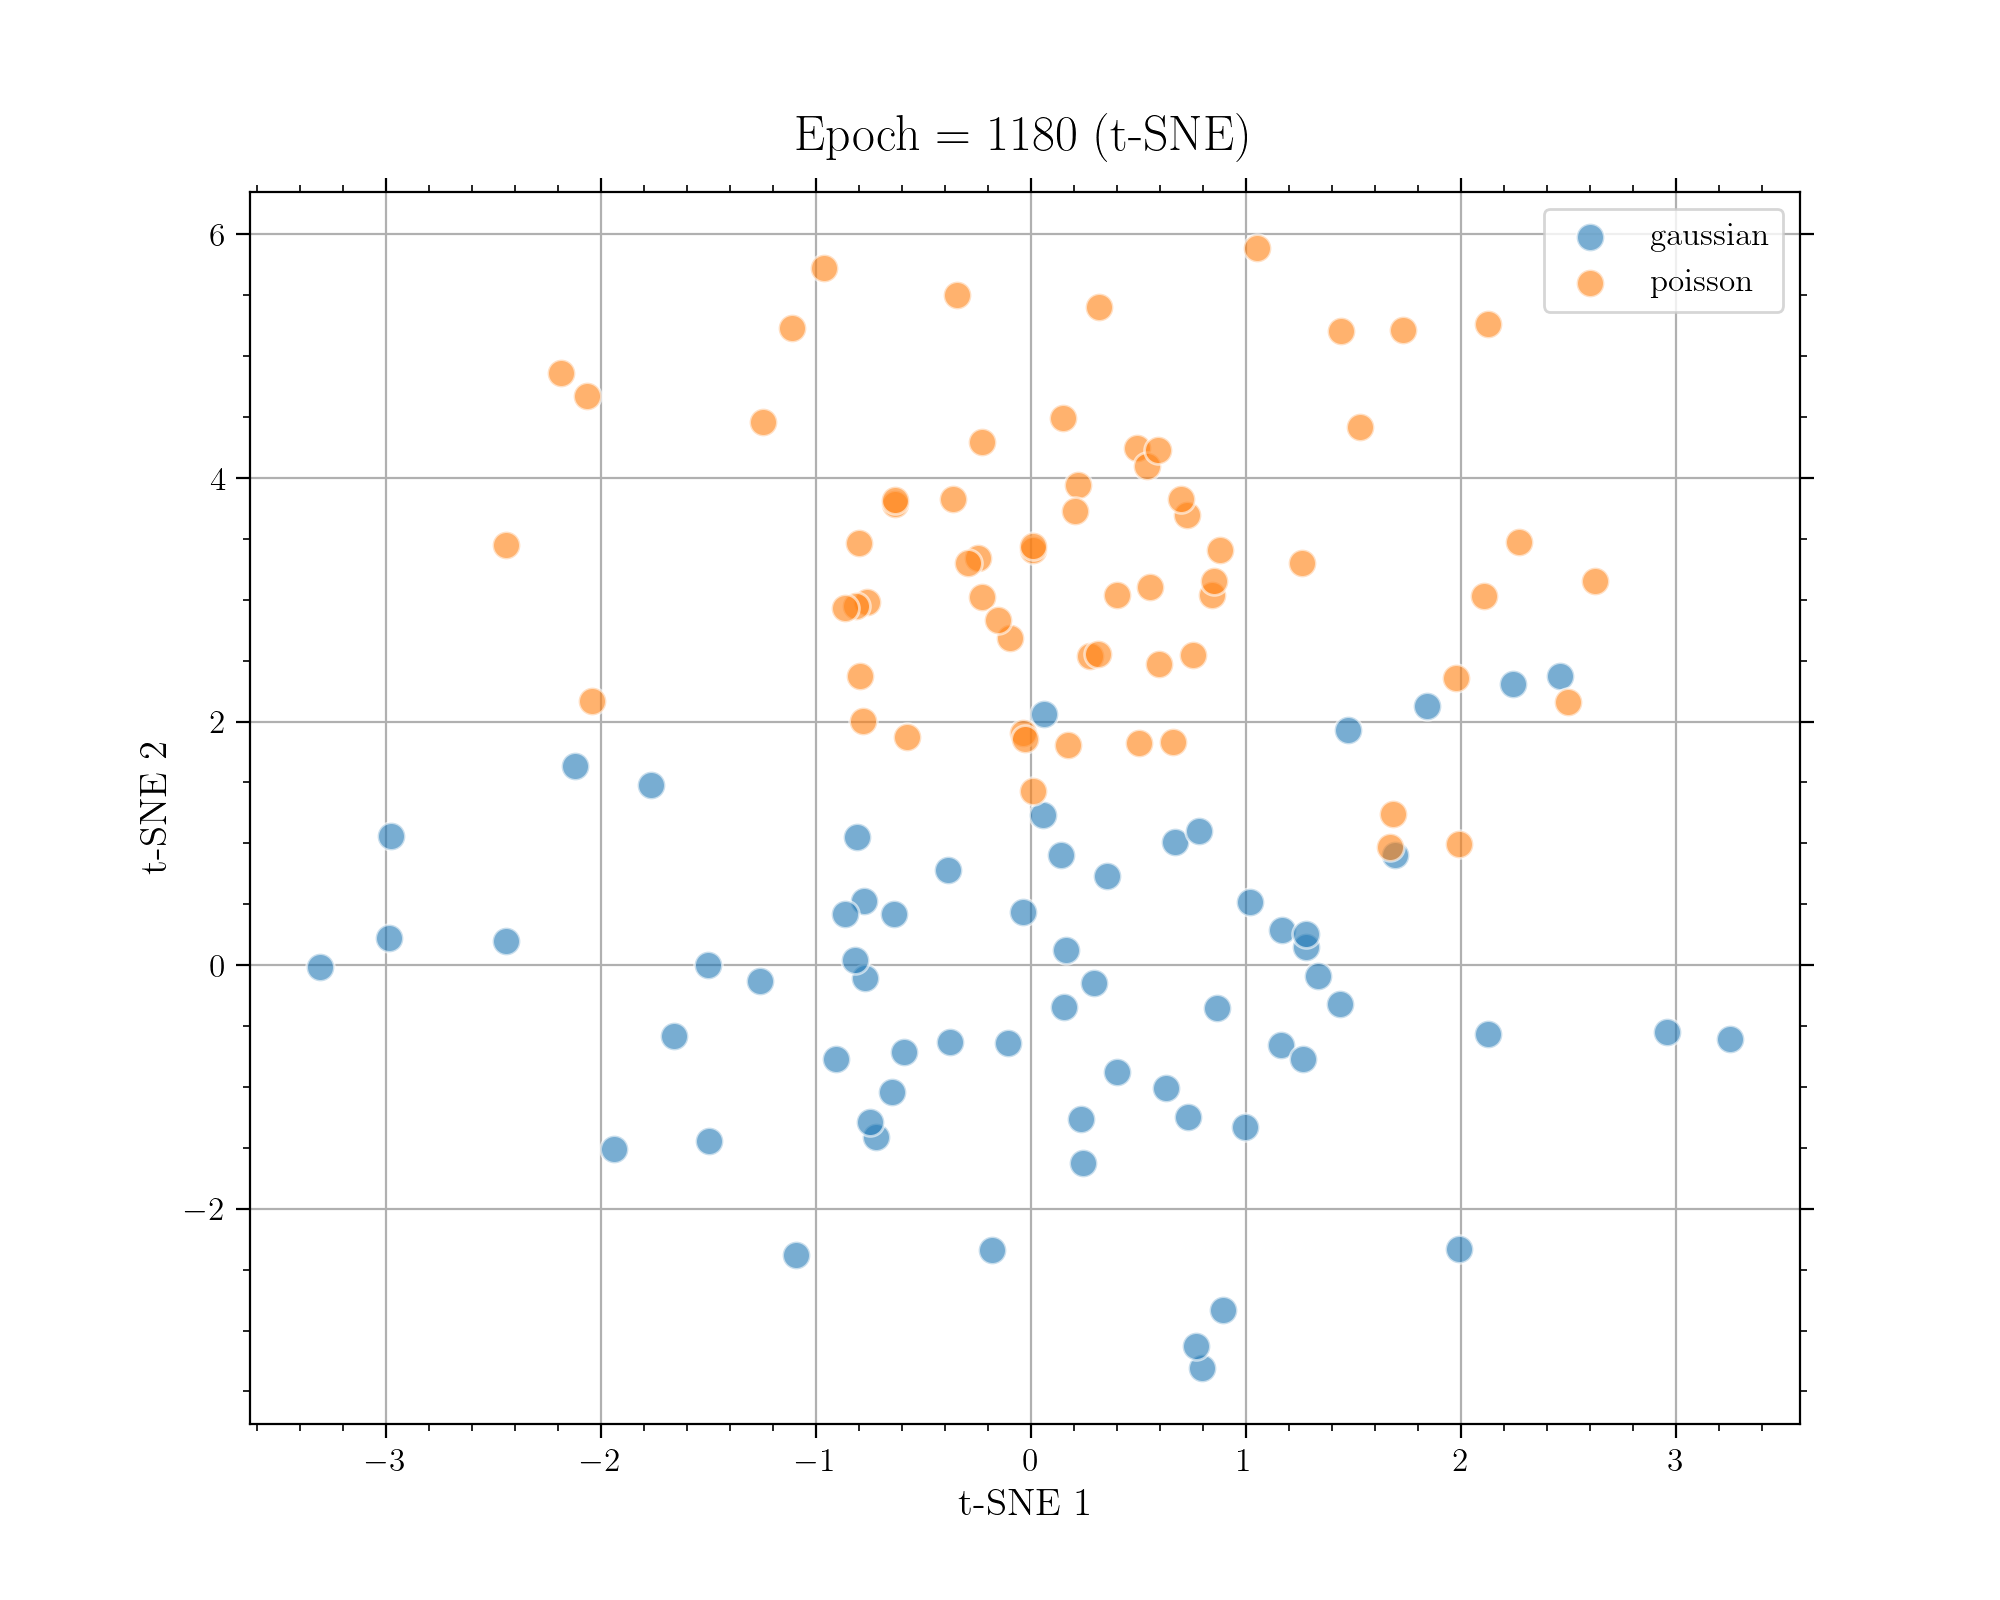 Epoch = 1180 (t-SNE)
gaussian
poisson
6
4
2
0
−2
t-SNE 2
−3
−2
−1
0
1
2
3
t-SNE 1